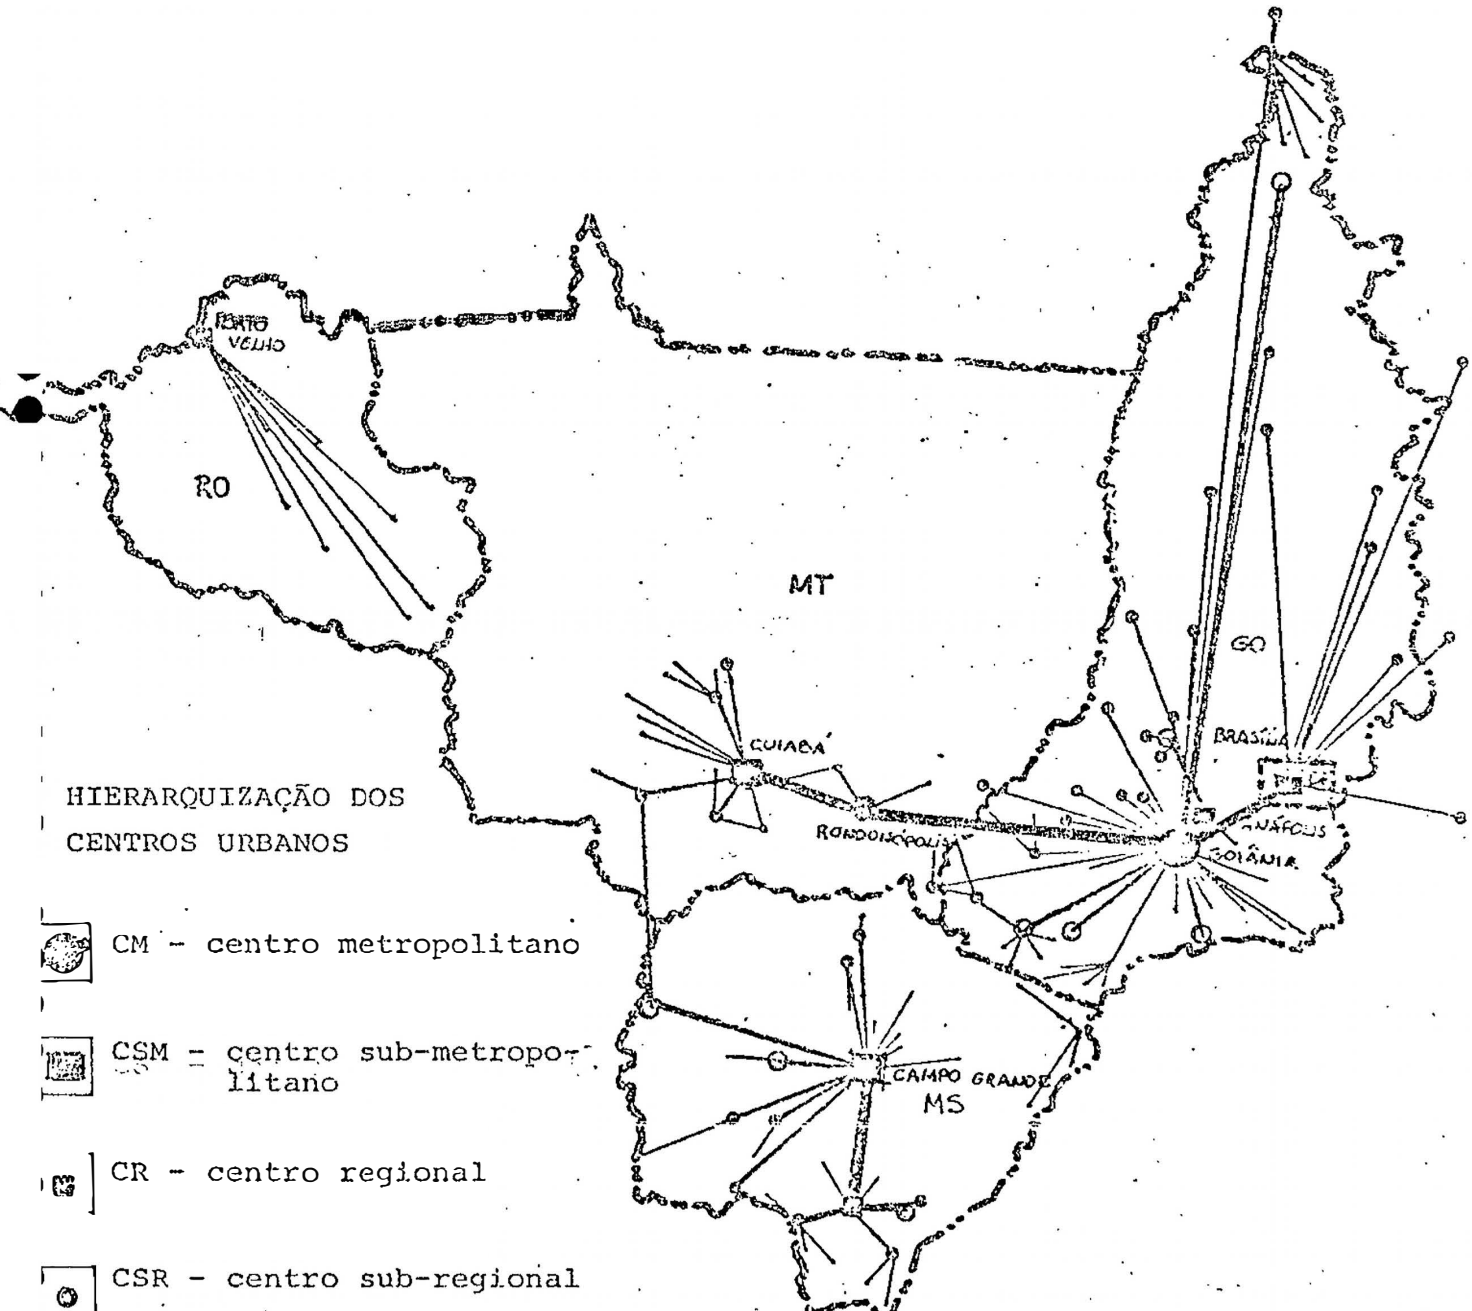 PORTO
VELHO
RO
MT
GO
BRASÍLIA
CUIABÁ
RONDONÓPOLIS
ANÁPOLIS
GOIÂNIA
HIERARQUIZAÇÃO DOS
CENTROS URBANOS
CM - centro metropolitano
CSM - centro sub-metropo-
litano
CAMPO GRANDE
MS
CR - centro regional
CSR - centro sub-regional